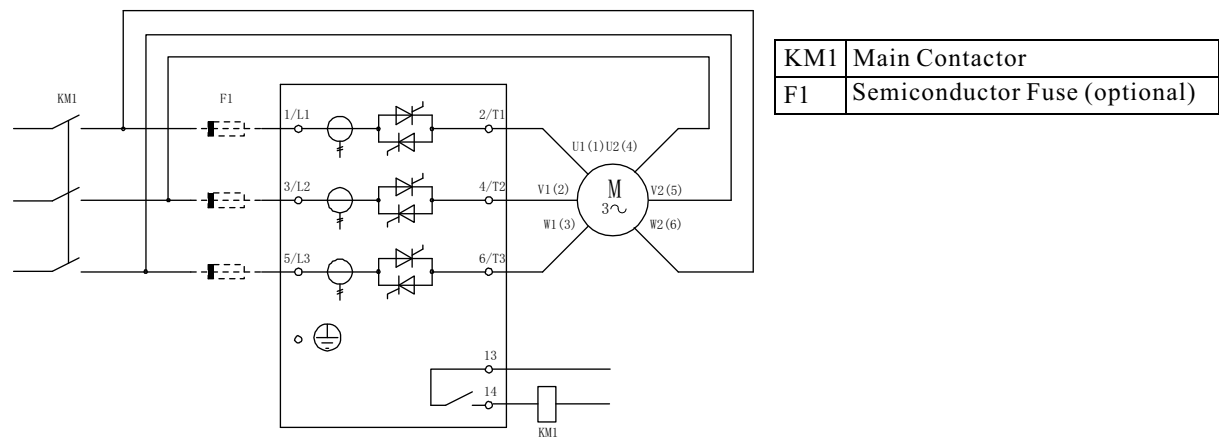 KM1
F1
1/L1
2/T1
U1(1)U2(4)
3/L2
4/T2
V1(2)
M
3~
V2(5)
W1(3)
W2(6)
5/L3
6/T3
13
14
KM1
KM1 Main Contactor
F1 Semiconductor Fuse (optional)